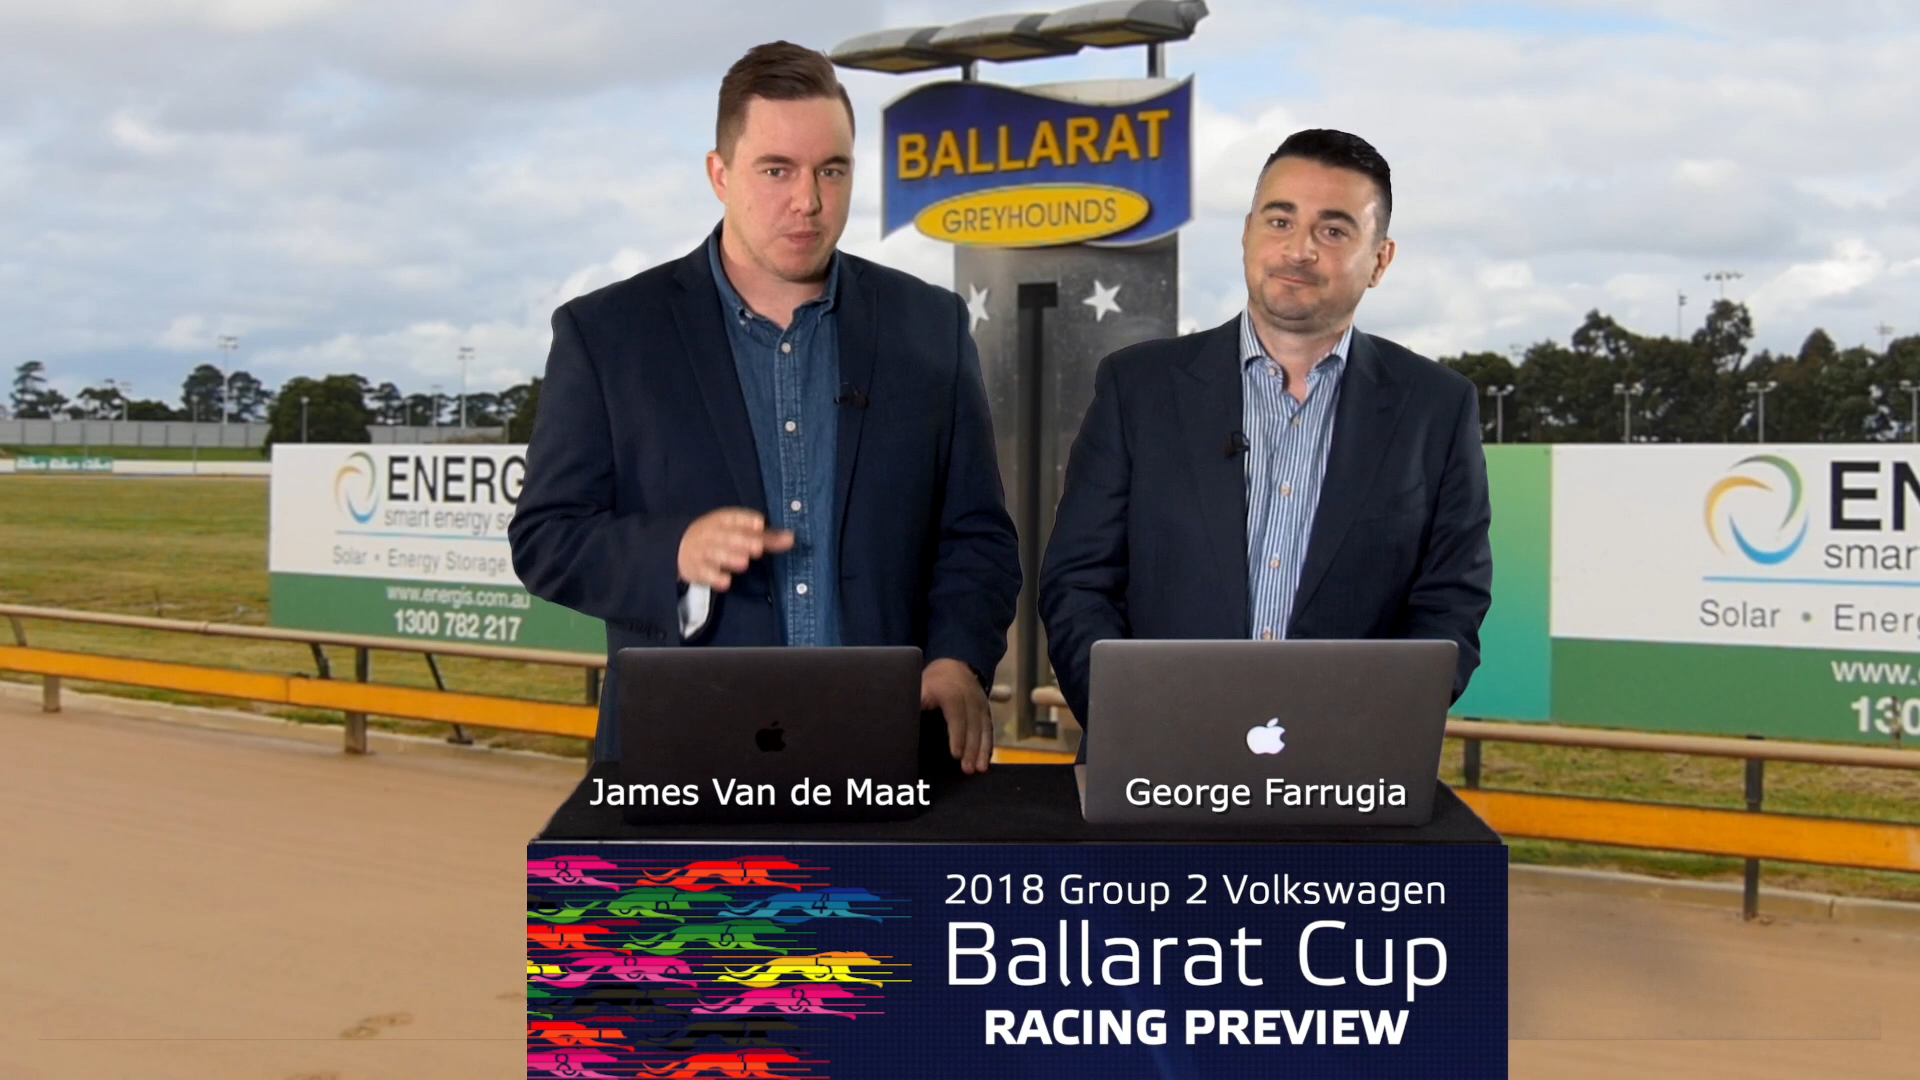 BALLARAT
GREYHOUNDS
ENERG
smart energy so
Solar • Energy Storage
www.energis.com.au
1300 782 217
EN
smar
Solar • Ener
www.
130
James Van de Maat
George Farrugia
2018 Group 2 Volkswagen
Ballarat Cup
RACING PREVIEW